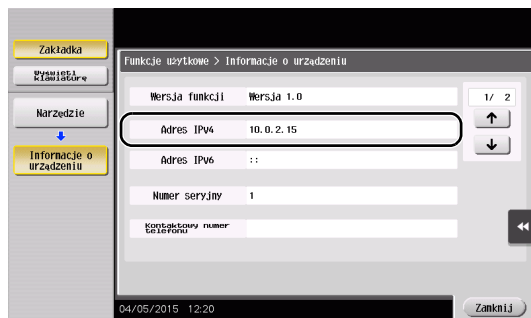 Zakładka
Wyświetl
klawiaturę
Narzędzie
Informacje o
urządzeniu
Funkcje użytkowe > Informacje o urządzeniu
Wersja funkcji Wersja 1.0
Adres IPv4 10.0.2.15
Adres IPv6 ::
Numer seryjny 1
Kontaktowy numer
telefonu
1/ 2
04/05/2015 12:20
Zamknij